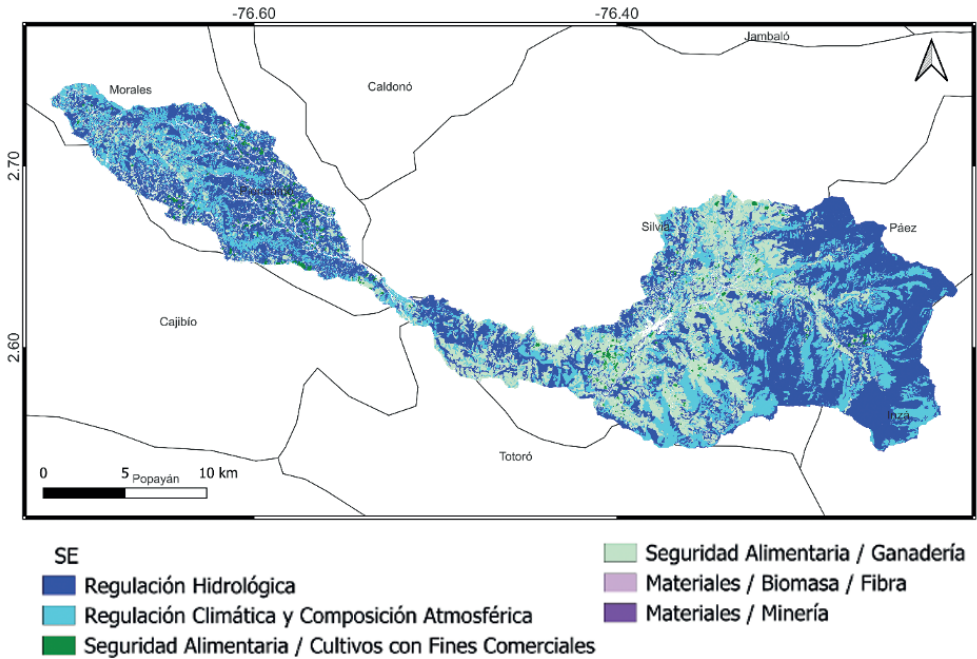 -76.60
-76.40
Jambaló
Morales
Caldonó
2.70
Silvia
Páez
2.60
Cajibío
Inzá
Totoró
0
5
10 km
Popayán
SE
Regulación Hidrológica
Regulación Climática y Composición Atmosférica
Seguridad Alimentaria / Cultivos con Fines Comerciales
Seguridad Alimentaria / Ganadería
Materiales / Biomasa / Fibra
Materiales / Minería